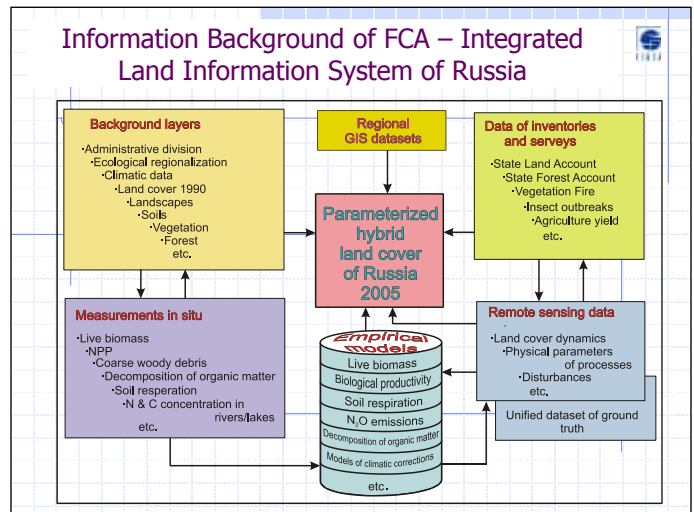 Information Background of FCA – Integrated
Land Information System of Russia
IIASA
Background layers
·Administrative division
·Ecological regionalization
·Climatic data
·Land cover 1990
·Landscapes
·Soils
·Vegetation
·Forest
etc.
Regional
GIS datasets
Data of inventories
and serveys
·State Land Account
·State Forest Account
·Vegetation Fire
·Insect outbreaks
·Agriculture yield
etc.
Parameterized
hybrid
land cover
of Russia
2005
Measurements in situ
·Live biomass
·NPP
·Coarse woody debris
·Decomposition of organic matter
·Soil resperation
·N & C concentration in
rivers/lakes
etc.
Empirical
models
Live biomass
Biological productivity
Soil respiration
N₂O emissions
Decomposition of organic matter
Models of climatic corrections
etc.
Remote sensing data
·Land cover dynamics
·Physical parameters
of processes
·Disturbances
etc.
Unified dataset of ground
truth